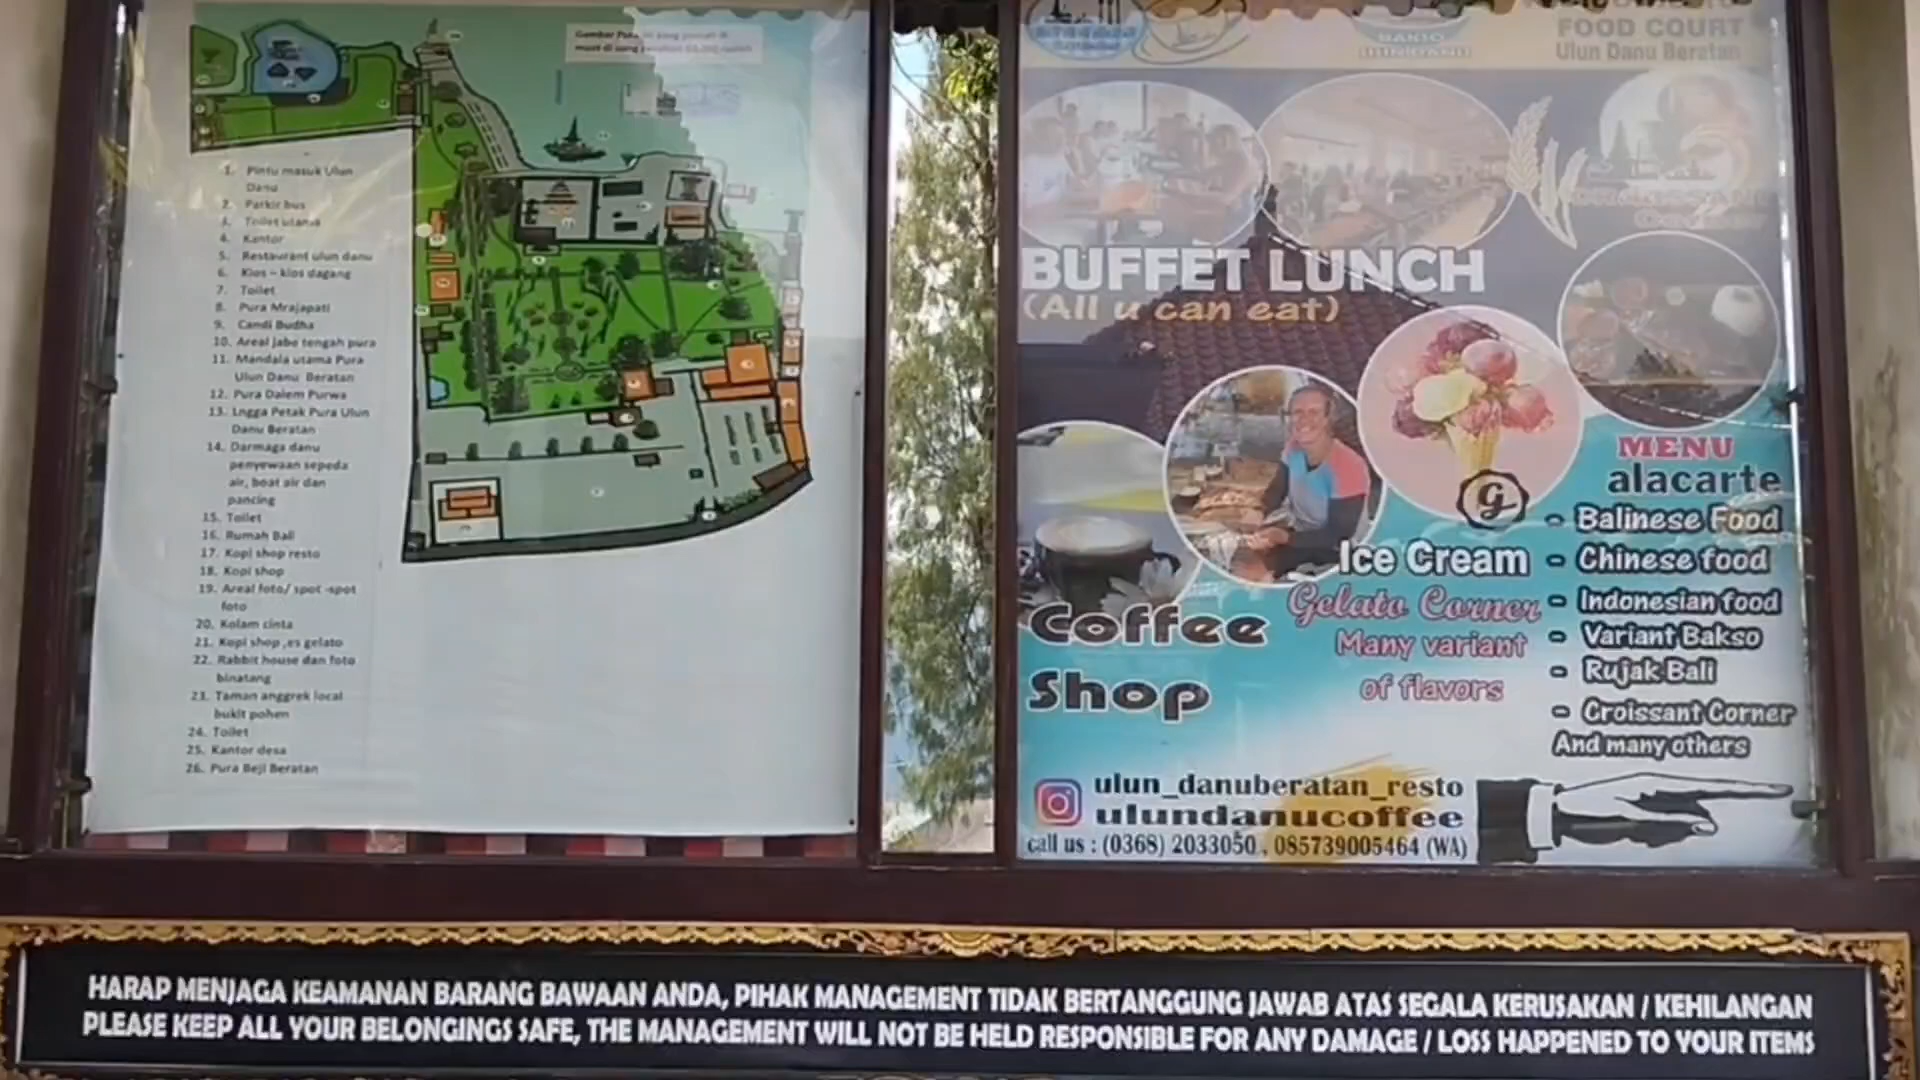 Gambar Pura
1. Pintu masuk Ulun
Danu
2. Parkir bus
3. Toilet utama
4. Kantor
5. Restaurant ulun danu
6. Kios - kios dagang
7. Toilet
8. Pura Mrajapati
9. Candi Budha
10. Areal jabe tengah pura
11. Mandala utama Pura
Ulun Danu Beratan
12. Pura Dalem Purwa
13. Lngga Petak Pura Ulun
Danu Beratan
14. Darmaga danu
penyewaan sepeda
air, boat air dan
pancing
15. Toilet
16. Rumah Bali
17. Kopi shop resto
18. Kopi shop
19. Areal foto/ spot -spot
foto
20. Kolam cinta
21. Kopi shop ,es gelato
22. Rabbit house dan foto
binatang
23. Taman anggrek local
bukit pohen
24. Toilet
25. Kantor desa
26. Pura Beji Beratan
BAKSO
FOOD COURT
Ulun Danu Beratan
BUFFET LUNCH
(All u can eat)
MENU
alacarte
- Balinese Food
- Chinese food
- Indonesian food
- Variant Bakso
- Rujak Bali
- Croissant Corner
And many others
G
Ice Cream
Gelato Corner
Many variant
of flavors
Coffee
Shop
ulun_danuberatan_resto
ulundanucoffee
call us : (0368) 2033050 , 085739005464 (WA)
HARAP MENJAGA KEAMANAN BARANG BAWAAN ANDA, PIHAK MANAGEMENT TIDAK BERTANGGUNG JAWAB ATAS SEGALA KERUSAKAN / KEHILANGAN
PLEASE KEEP ALL YOUR BELONGINGS SAFE, THE MANAGEMENT WILL NOT BE HELD RESPONSIBLE FOR ANY DAMAGE / LOSS HAPPENED TO YOUR ITEMS